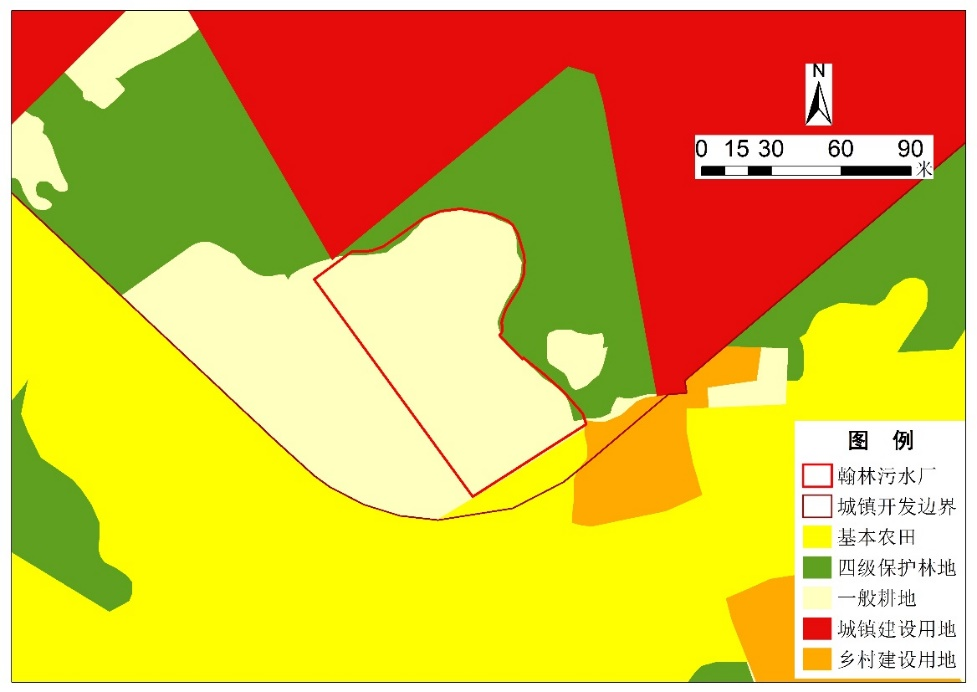 N
0 15 30 60 90
米
图 例
翰林污水厂
城镇开发边界
基本农田
四级保护林地
一般耕地
城镇建设用地
乡村建设用地